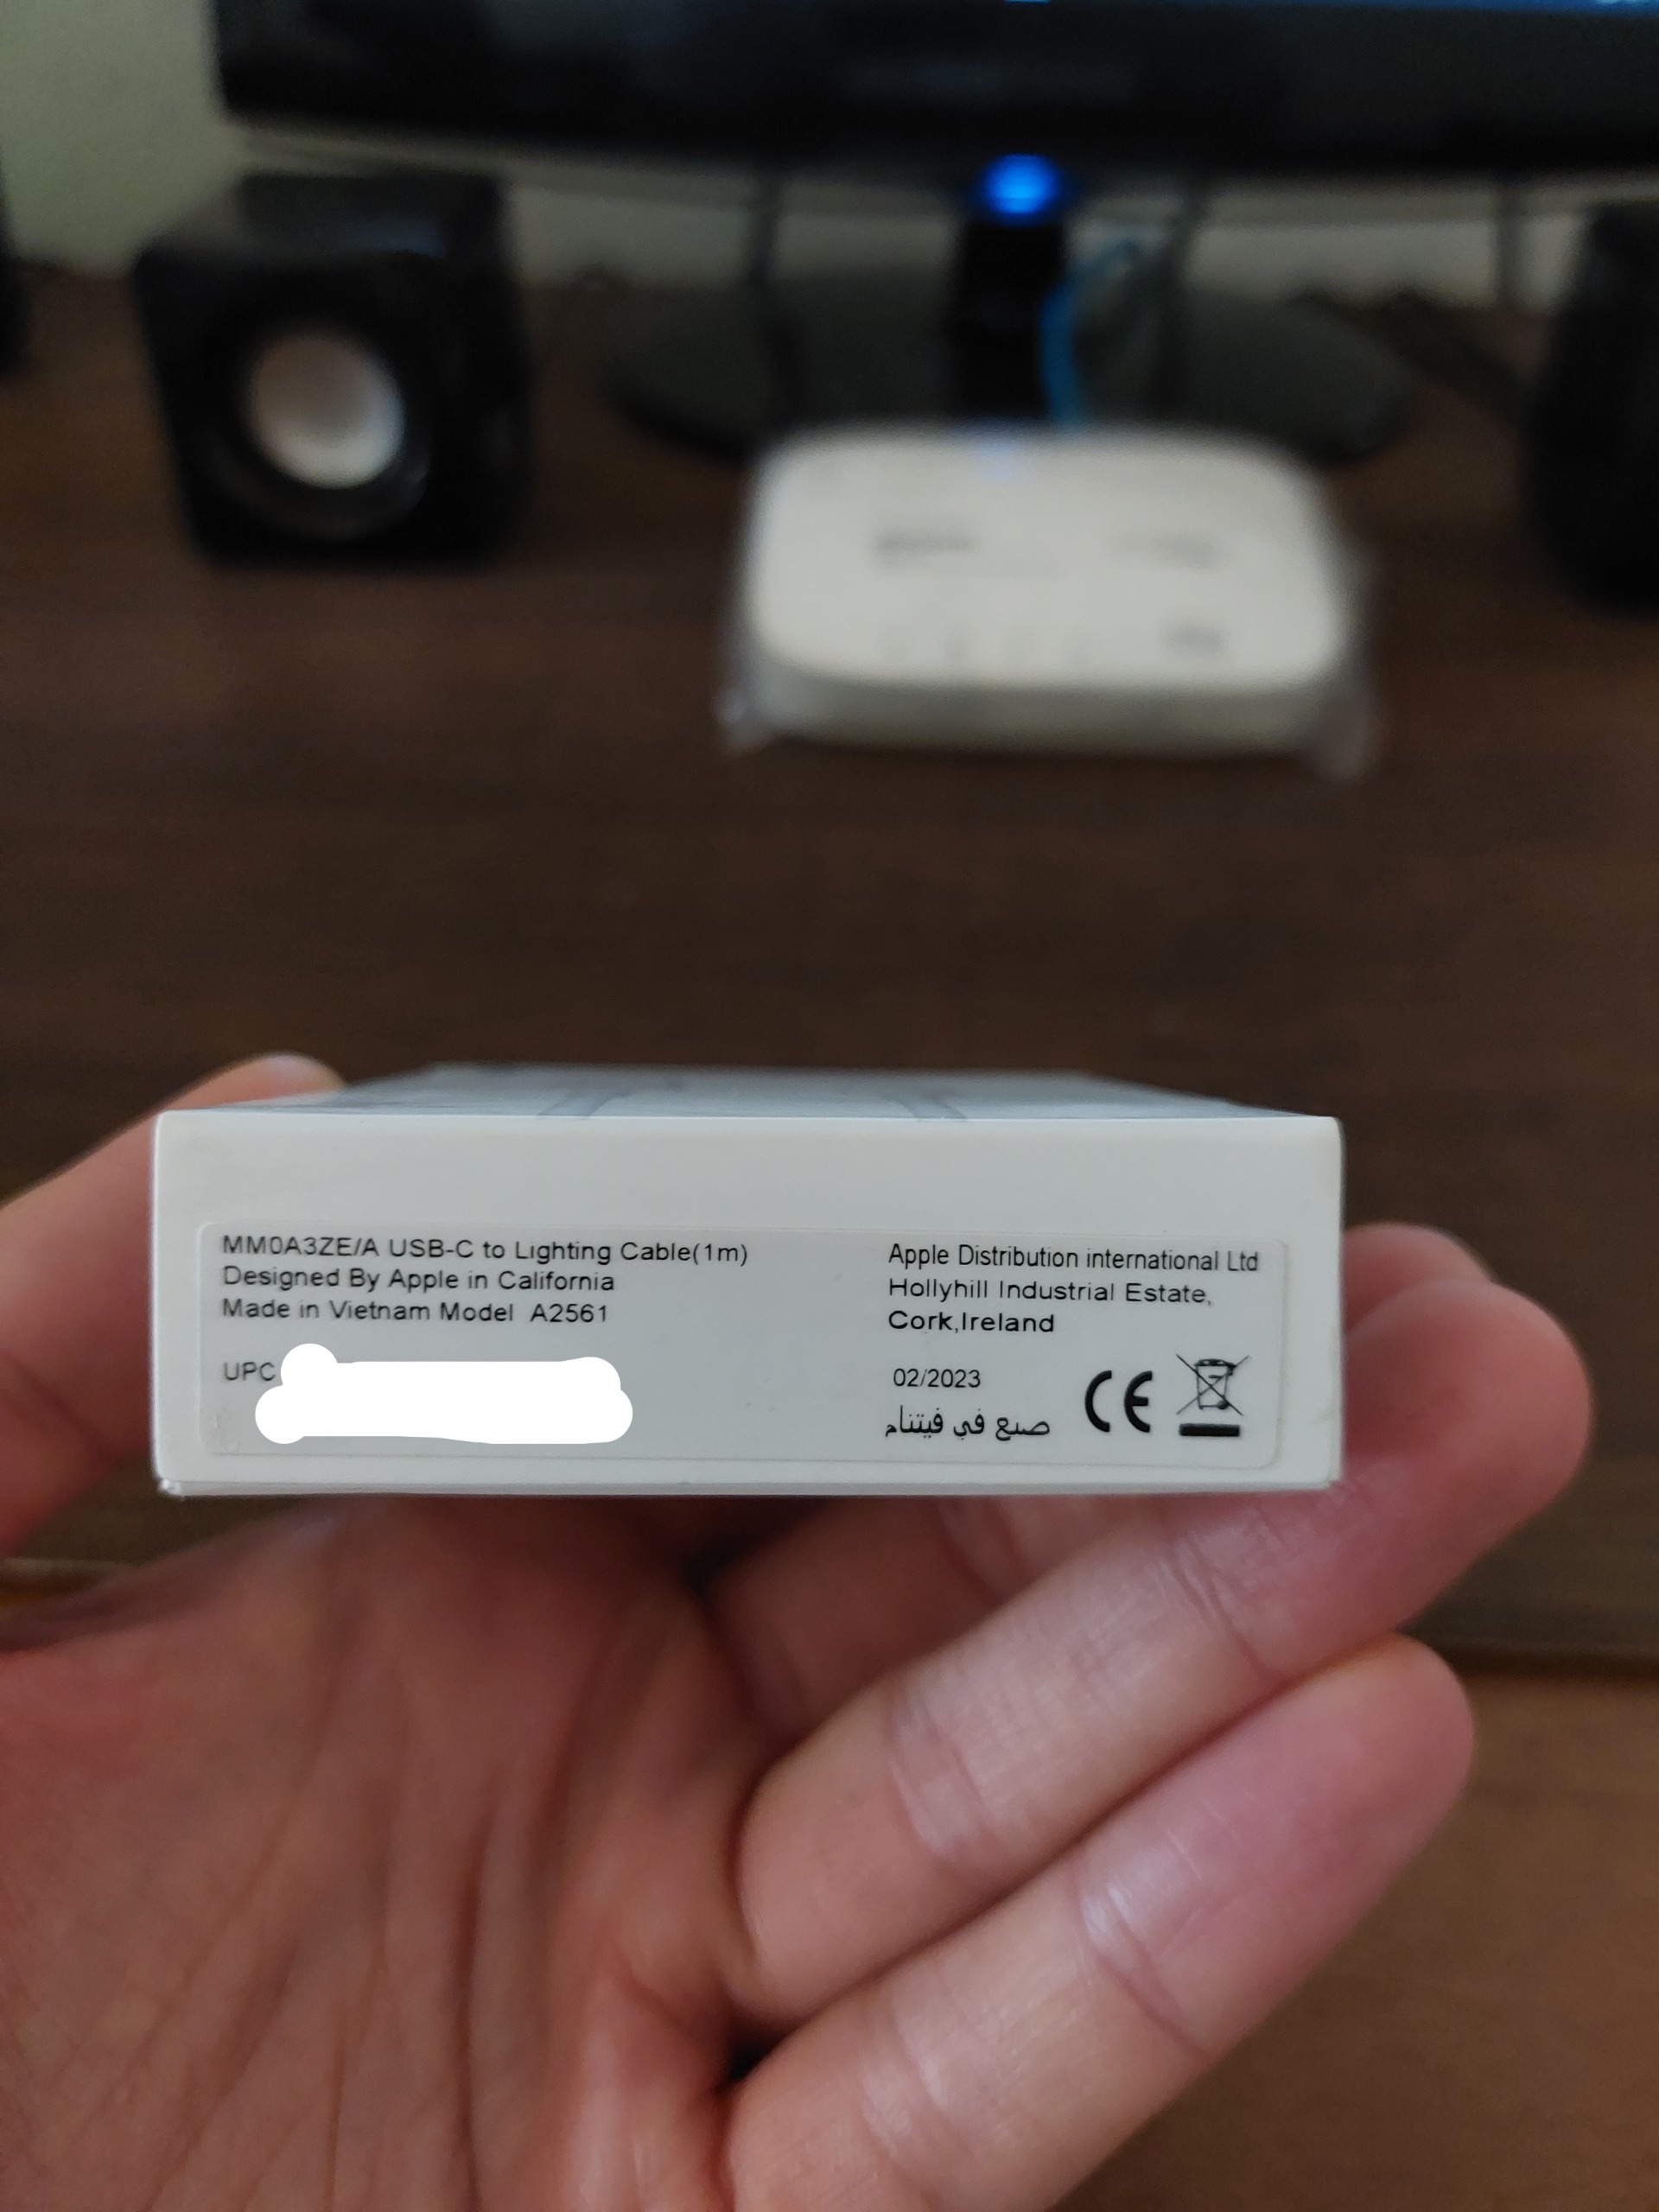 MM0A3ZE/A USB-C to Lighting Cable(1m)
Designed By Apple in California
Made in Vietnam Model A2561
UPC
Apple Distribution international Ltd
Hollyhill Industrial Estate,
Cork,Ireland
02/2023
صنع في فيتنام
CE